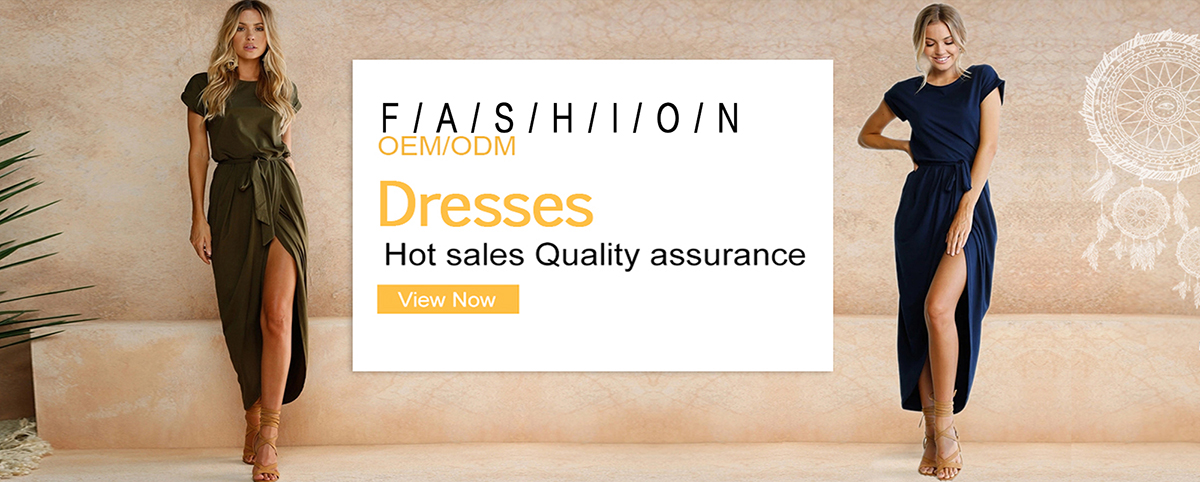 F/A/S/H/I/O/N
OEM/ODM
Dresses
Hot sales Quality assurance
View Now